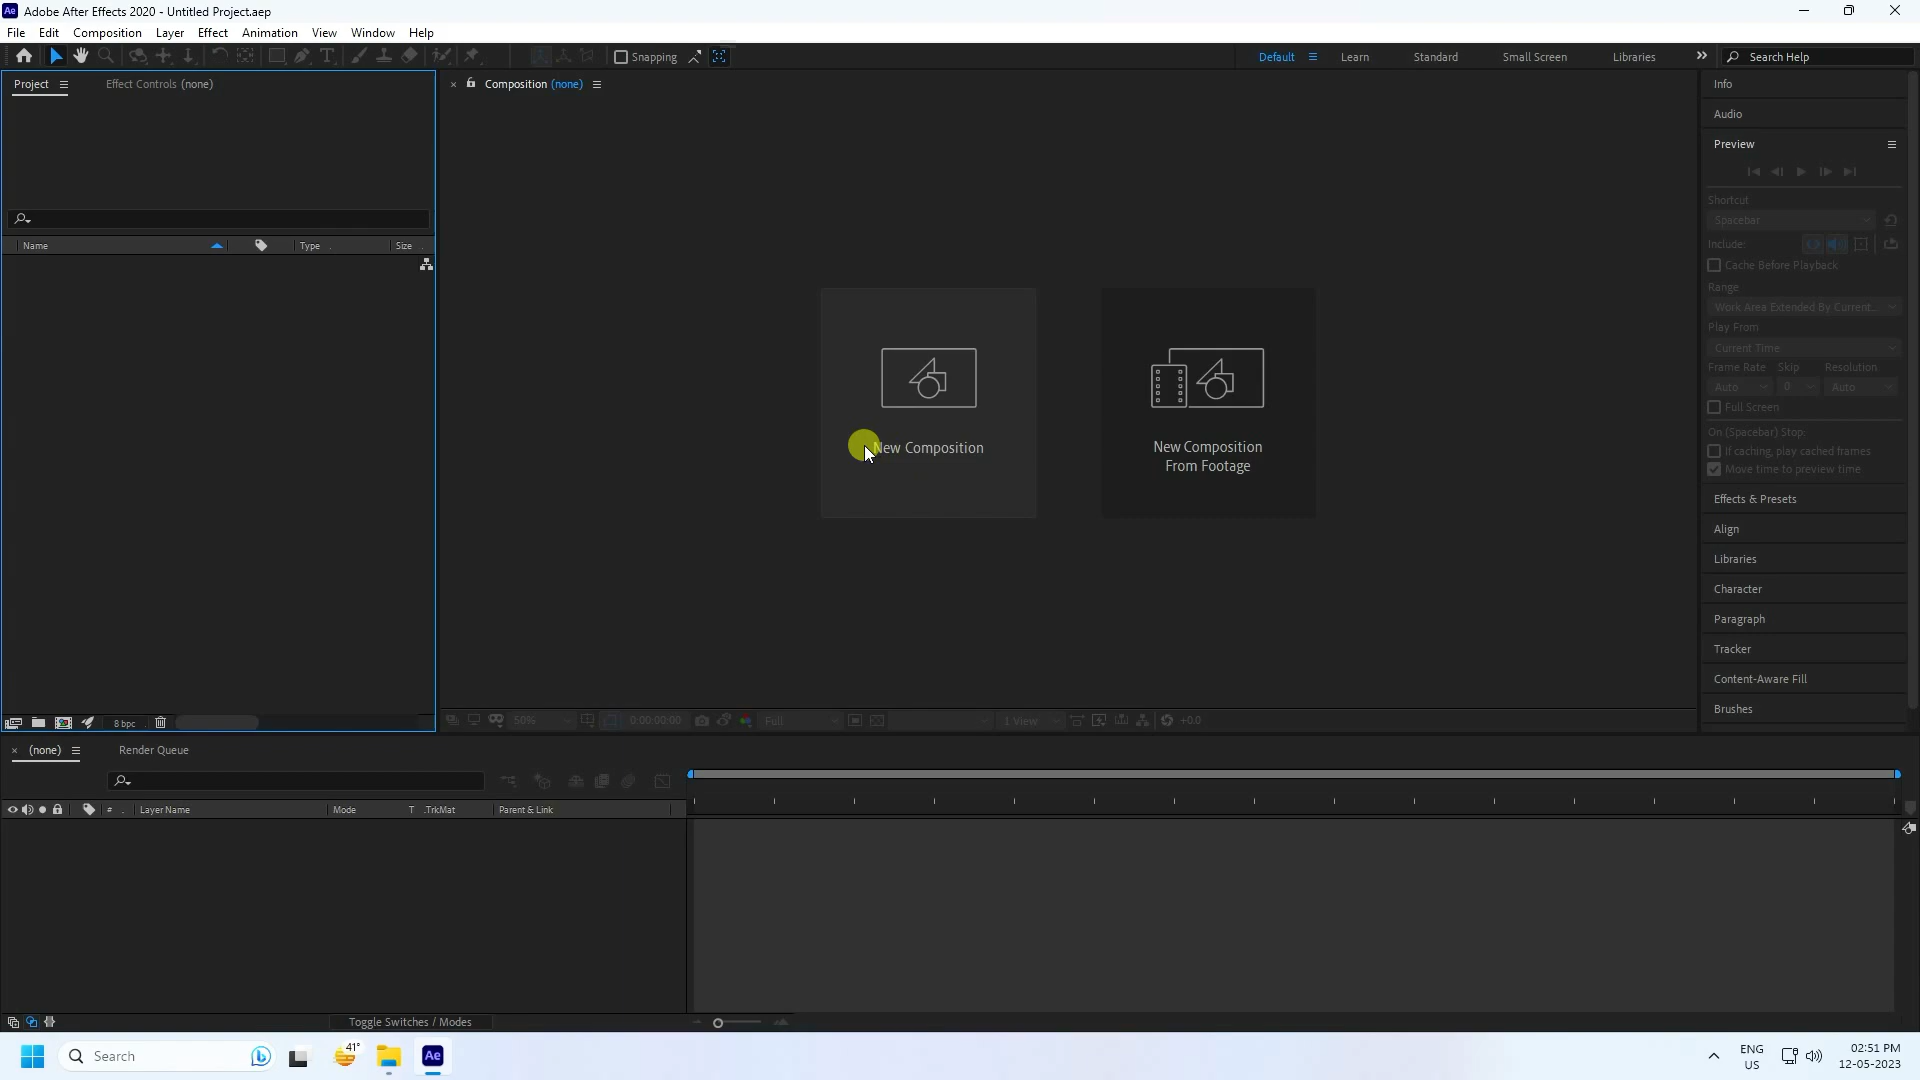 Ae Adobe After Effects 2020 - Untitled Project.aep
File Edit Composition Layer Effect Animation View Window Help
Snapping Default Learn Standard Small Screen Libraries Search Help
Project Effect Controls (none)
Composition (none)
Name Type Size
New Composition
New Composition
From Footage
Info
Audio
Preview
Shortcut
Spacebar
Include:
Cache Before Playback
Range
Work Area Extended By Current...
Play From
Current Time
Frame Rate Skip Resolution
Auto 0 Auto
Full Screen
On (Spacebar) Stop:
If caching, play cached frames
Move time to preview time
Effects & Presets
Align
Libraries
Character
Paragraph
Tracker
Content-Aware Fill
Brushes
8 bpc
50% 0:00:00:00 Full 1 View +0.0
(none) Render Queue
# Layer Name Mode T .TrkMat Parent & Link
Toggle Switches / Modes
Search 41° Ae
ENG
US
02:51 PM
12-05-2023